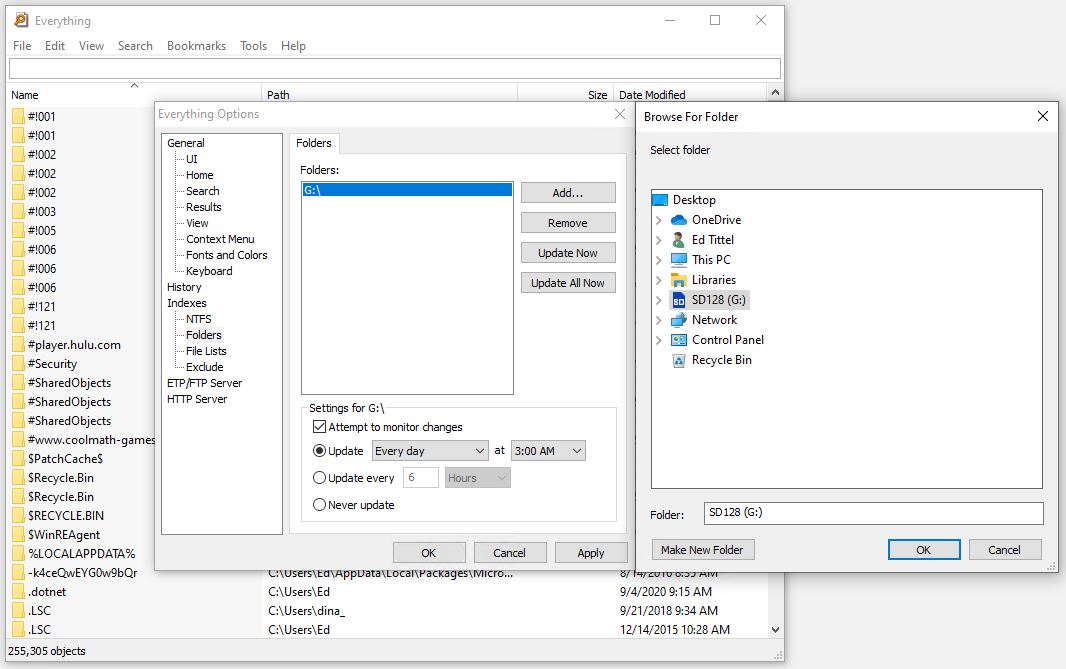 Everything
File Edit View Search Bookmarks Tools Help
Name Path Size Date Modified
#!001
#!001
#!002
#!002
#!002
#!003
#!005
#!006
#!006
#!006
#!121
#!121
#player.hulu.com
#Security
#SharedObjects
#SharedObjects
#SharedObjects
#www.coolmath-games
$PatchCache$
$Recycle.Bin
$Recycle.Bin
$RECYCLE.BIN
$WinREAgent
%LOCALAPPDATA%
-k4ceQwEYG0w9bQr C:\Users\Ed\AppData\Local\Packages\Micro... 8/14/2016 8:35 AM
.dotnet C:\Users\Ed 9/4/2020 9:15 AM
.LSC C:\Users\dina_ 9/21/2018 9:34 AM
.LSC C:\Users\Ed 12/14/2015 10:28 AM
255,305 objects
Everything Options
General
UI
Home
Search
Results
View
Context Menu
Fonts and Colors
Keyboard
History
Indexes
NTFS
Folders
File Lists
Exclude
ETP/FTP Server
HTTP Server
Folders
Folders:
G:\
Add...
Remove
Update Now
Update All Now
Settings for G:\
Attempt to monitor changes
Update Every day at 3:00 AM
Update every 6 Hours
Never update
OK Cancel Apply
Browse For Folder
Select folder
Desktop
OneDrive
Ed Tittel
This PC
Libraries
SD SD128 (G:)
Network
Control Panel
Recycle Bin
Folder: SD128 (G:)
Make New Folder OK Cancel